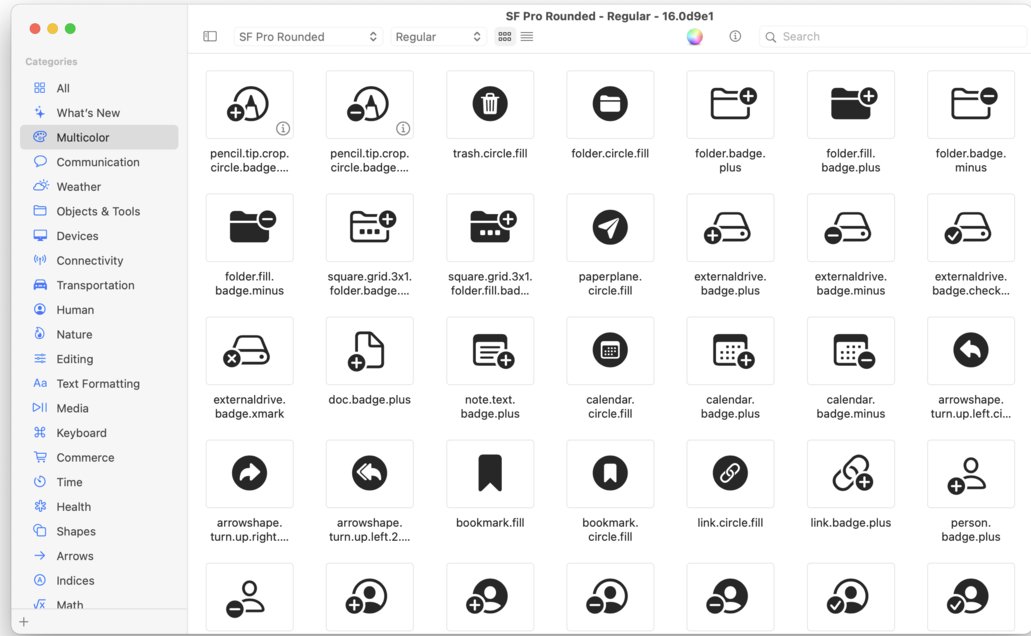 SF Pro Rounded - Regular - 16.0d9e1
SF Pro Rounded
Regular
Search
Categories
All
What's New
Multicolor
Communication
Weather
Objects & Tools
Devices
Connectivity
Transportation
Human
Nature
Editing
Aa Text Formatting
Media
Keyboard
Commerce
Time
Health
Shapes
Arrows
Indices
Math
pencil.tip.crop.
circle.badge....
pencil.tip.crop.
circle.badge....
trash.circle.fill
folder.circle.fill
folder.badge.
plus
folder.fill.
badge.plus
folder.badge.
minus
folder.fill.
badge.minus
square.grid.3x1.
folder.badge....
square.grid.3x1.
folder.fill.bad...
paperplane.
circle.fill
externaldrive.
badge.plus
externaldrive.
badge.minus
externaldrive.
badge.check...
externaldrive.
badge.xmark
doc.badge.plus
note.text.
badge.plus
calendar.
circle.fill
calendar.
badge.plus
calendar.
badge.minus
arrowshape.
turn.up.left.ci...
arrowshape.
turn.up.right....
arrowshape.
turn.up.left.2....
bookmark.fill
bookmark.
circle.fill
link.circle.fill
link.badge.plus
person.
badge.plus